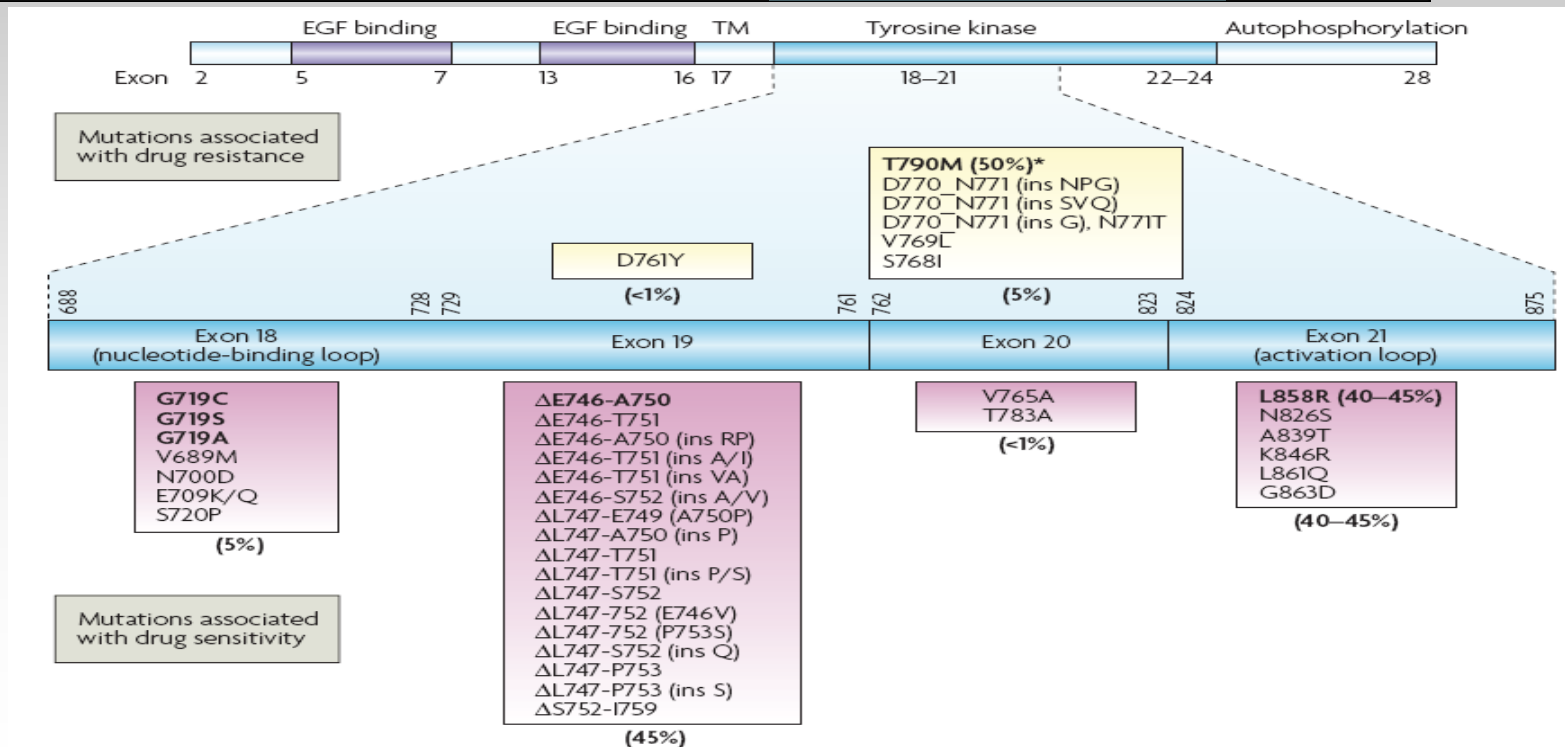 EGF binding EGF binding TM Tyrosine kinase Autophosphorylation
Exon 2 5 7 13 16 17 18–21 22–24 28
Mutations associated
with drug resistance
T790M (50%)*
D770_N771 (ins NPG)
D770_N771 (ins SVQ)
D770_N771 (ins G), N771T
V769L
S768I
(5%)
D761Y
(<1%)
688 728 729 761 762 823 824 875
Exon 18
(nucleotide-binding loop)
Exon 19
Exon 20
Exon 21
(activation loop)
G719C
G719S
G719A
V689M
N700D
E709K/Q
S720P
(5%)
ΔE746-A750
ΔE746-T751
ΔE746-A750 (ins RP)
ΔE746-T751 (ins A/I)
ΔE746-T751 (ins VA)
ΔE746-S752 (ins A/V)
ΔL747-E749 (A750P)
ΔL747-A750 (ins P)
ΔL747-T751
ΔL747-T751 (ins P/S)
ΔL747-S752
ΔL747-752 (E746V)
ΔL747-752 (P753S)
ΔL747-S752 (ins Q)
ΔL747-P753
ΔL747-P753 (ins S)
ΔS752-I759
(45%)
V765A
T783A
(<1%)
L858R (40–45%)
N826S
A839T
K846R
L861Q
G863D
(40–45%)
Mutations associated
with drug sensitivity